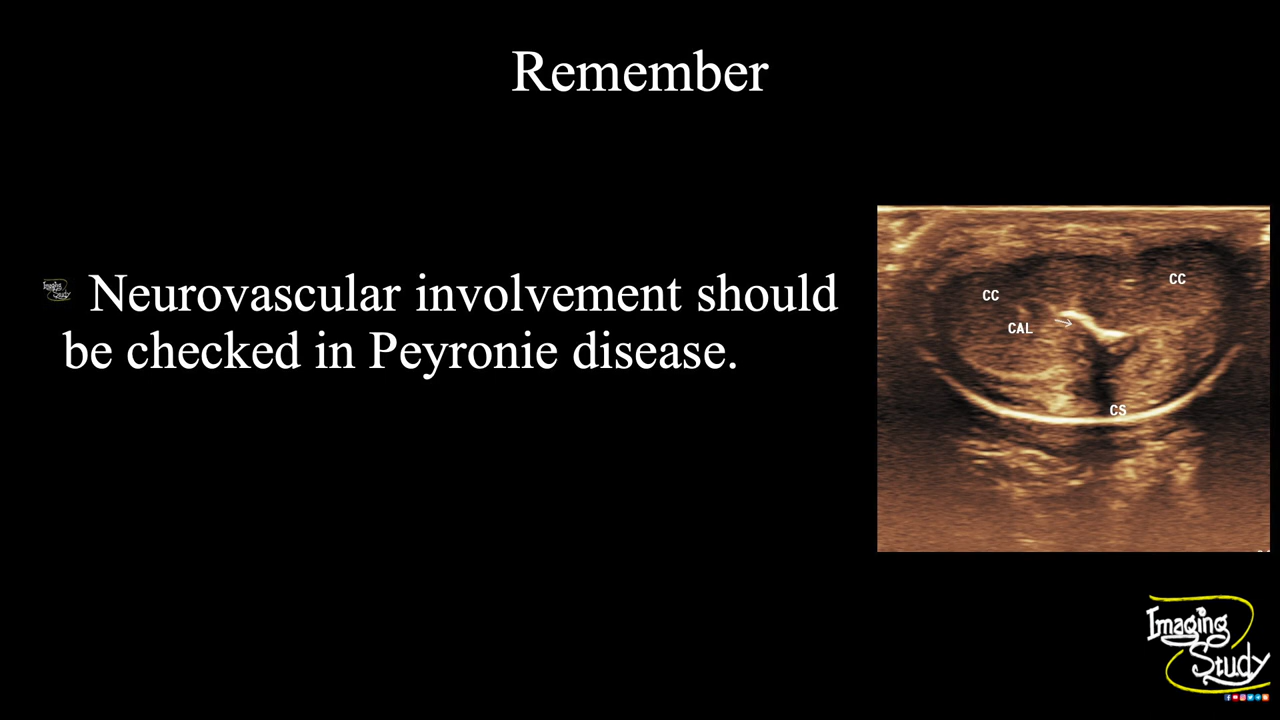 Remember
Neurovascular involvement should
be checked in Peyronie disease.
CC
CC
CAL
CS
Imaging
Study